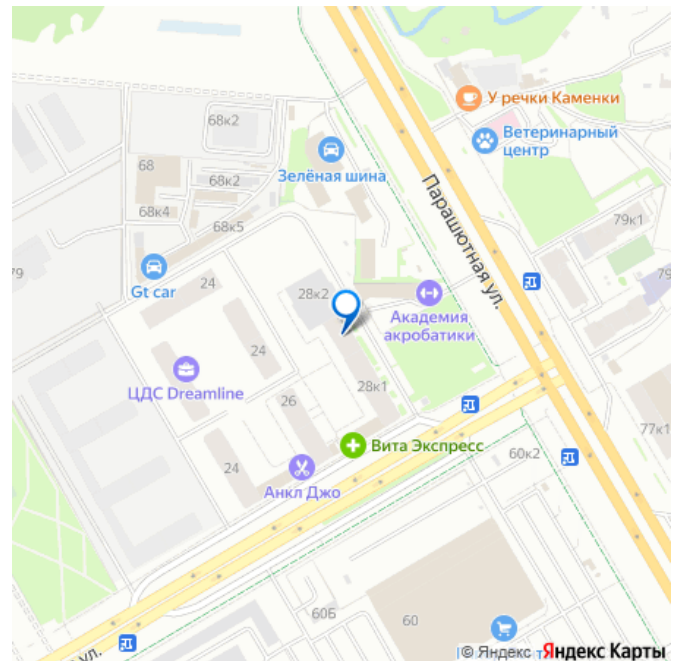 У речки Каменки
Ветеринарный
центр
68к2
Зелёная шина
68
68к2
68к4
68к5
Парашютная ул.
79к1
79
79
Gt car
24
28к2
Академия
акробатики
24
ЦДС Dreamline
28к1
26
Вита Экспресс
77к1
24
60к2
Анкл Джо
60Б
60
ул.
© Яндекс Яндекс Карты